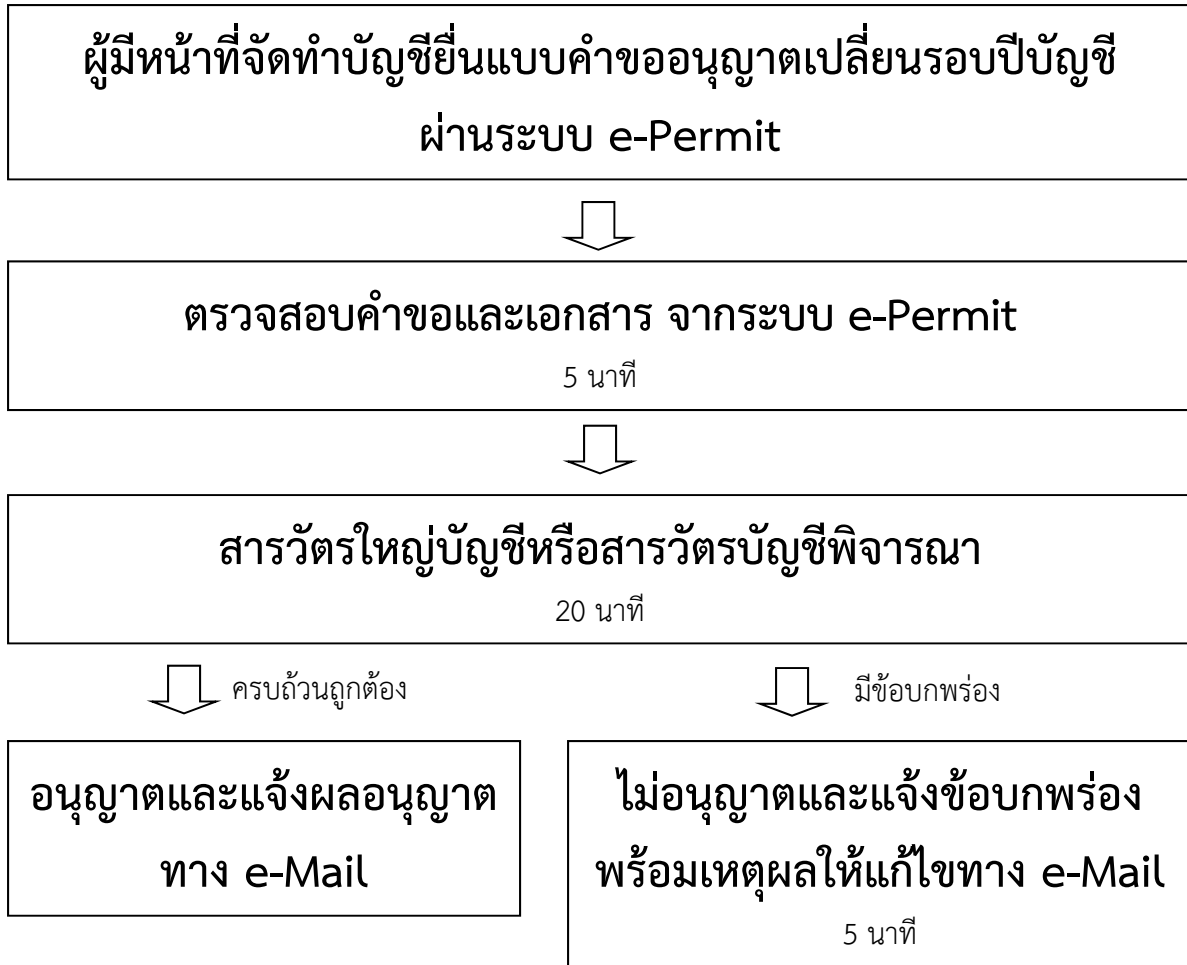 ผู้มีหน้าที่จัดทำบัญชียื่นแบบคำขออนุญาตเปลี่ยนรอบปีบัญชี
ผ่านระบบ e-Permit
ตรวจสอบคำขอและเอกสาร จากระบบ e-Permit
5 นาที
สารวัตรใหญ่บัญชีหรือสารวัตรบัญชีพิจารณา
20 นาที
ครบถ้วนถูกต้อง
มีข้อบกพร่อง
อนุญาตและแจ้งผลอนุญาต
ทาง e-Mail
ไม่อนุญาตและแจ้งข้อบกพร่อง
พร้อมเหตุผลให้แก้ไขทาง e-Mail
5 นาที